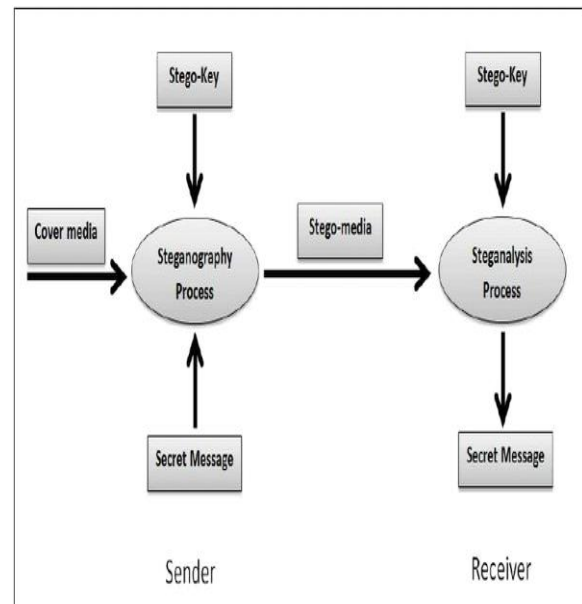 Stego-Key
Stego-Key
Cover media
Stego-media
Steganography
Process
Steganalysis
Process
Secret Message
Secret Message
Sender
Receiver